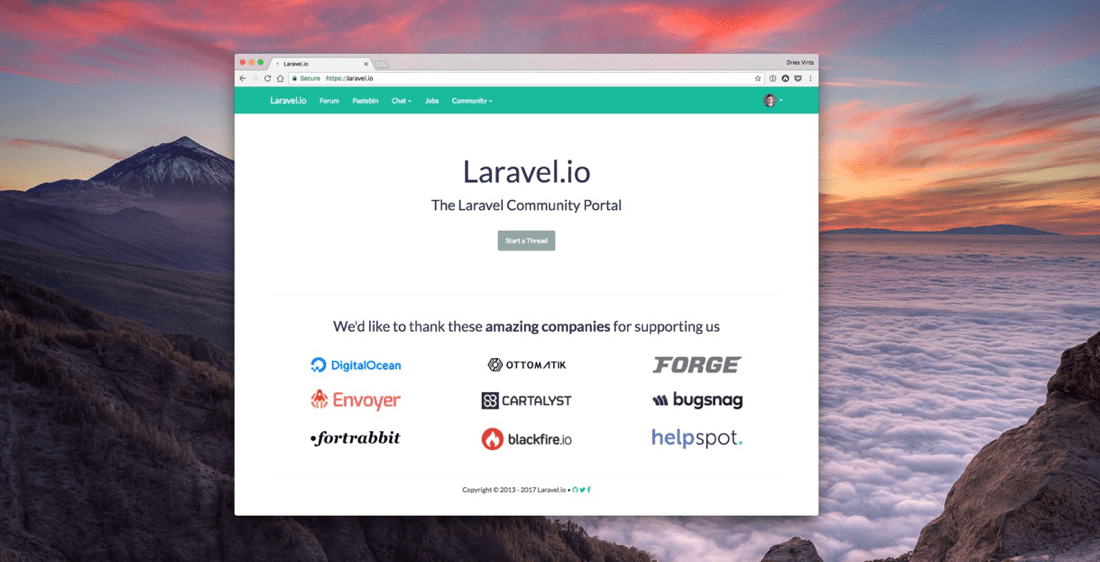 Laravel.io
Dries Vints
Secure https://laravel.io
Laravel.io Forum Pastebin Chat Jobs Community
Laravel.io
The Laravel Community Portal
Start a Thread
We'd like to thank these amazing companies for supporting us
DigitalOcean OTTOMATIK FORGE
Envoyer CARTALYST bugsnag
fortrabbit blackfire.io helpspot.
Copyright © 2013 - 2017 Laravel.io •